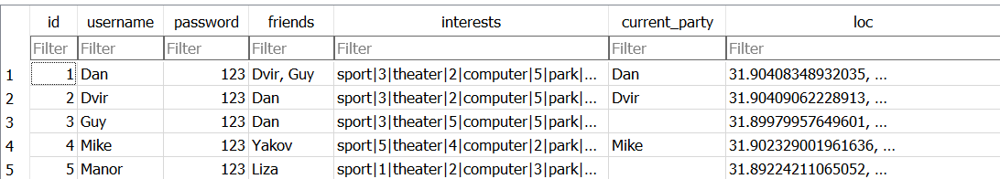 id username password friends interests current_party loc
Filter Filter Filter Filter Filter Filter Filter
1 1 Dan 123 Dvir, Guy sport|3|theater|2|computer|5|park|... Dan 31.90408348932035, ...
2 2 Dvir 123 Dan sport|3|theater|2|computer|5|park|... Dvir 31.90409062228913, ...
3 3 Guy 123 Dan sport|3|theater|5|computer|5|park|... 31.89979957649601, ...
4 4 Mike 123 Yakov sport|5|theater|4|computer|2|park|... Mike 31.902329001961636, ...
5 5 Manor 123 Liza sport|1|theater|2|computer|3|park|... 31.89224211065052, ...